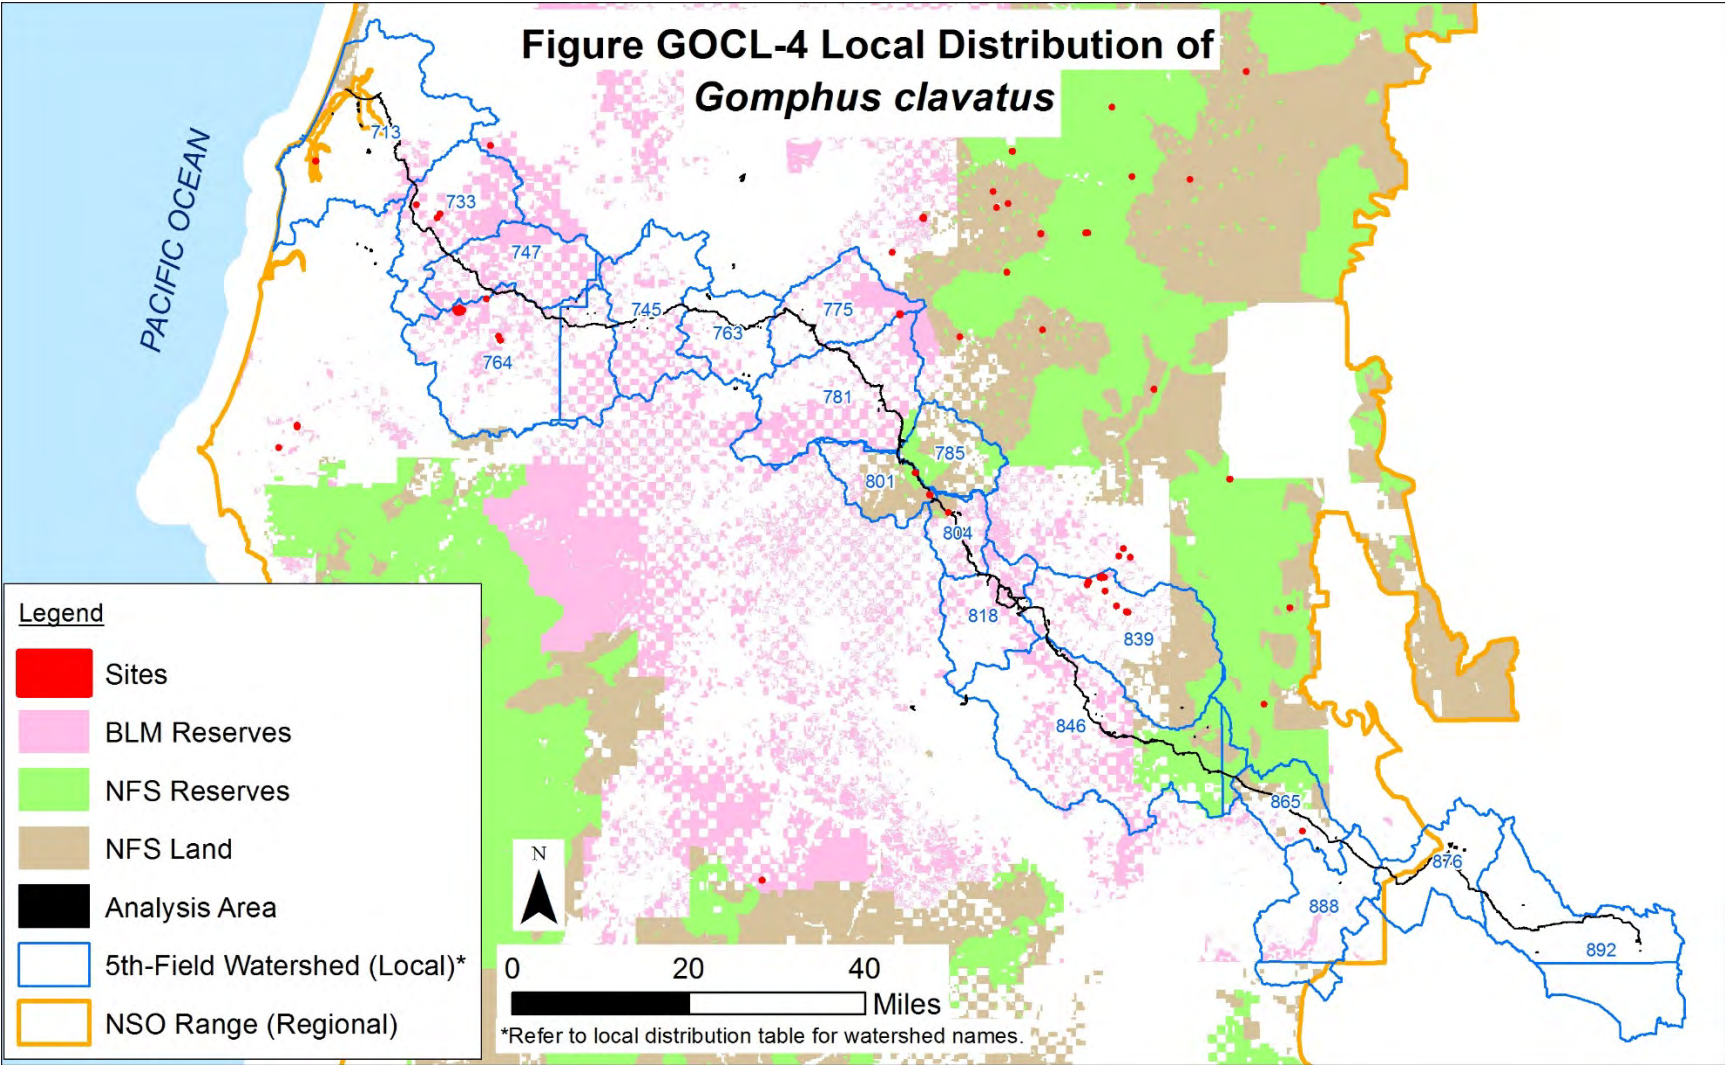 Figure GOCL-4 Local Distribution of
Gomphus clavatus
PACIFIC OCEAN
713
733
747
745
775
763
764
781
785
801
804
818
839
846
865
876
888
892
Legend
Sites
BLM Reserves
NFS Reserves
NFS Land
Analysis Area
5th-Field Watershed (Local)*
NSO Range (Regional)
N
0 20 40
Miles
*Refer to local distribution table for watershed names.